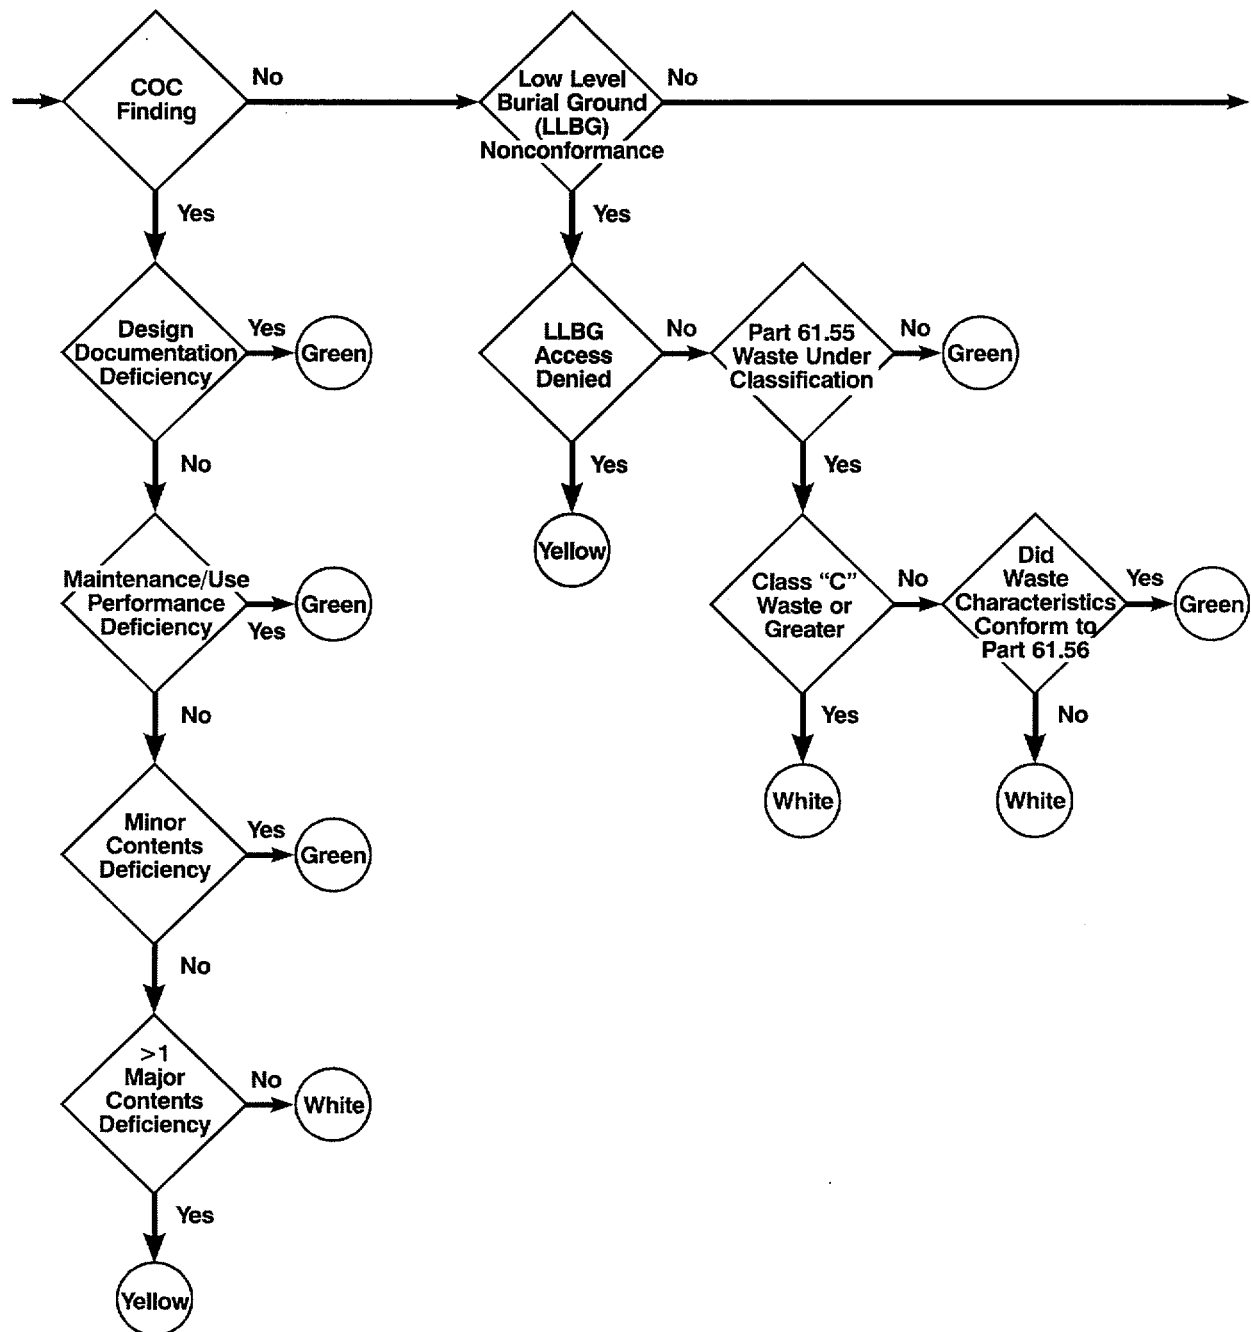 COC
Finding
No
Low Level
Burial Ground
(LLBG)
Nonconformance
No
Yes
Yes
Design
Documentation
Deficiency
Yes
Green
LLBG
Access
Denied
No
Part 61.55
Waste Under
Classification
No
Green
No
Yes
Yes
Yellow
Maintenance/Use
Performance
Deficiency
Yes
Green
Class "C"
Waste or
Greater
No
Did
Waste
Characteristics
Conform to
Part 61.56
Yes
Green
No
Yes
No
White
White
Minor
Contents
Deficiency
Yes
Green
No
>1
Major
Contents
Deficiency
No
White
Yes
Yellow